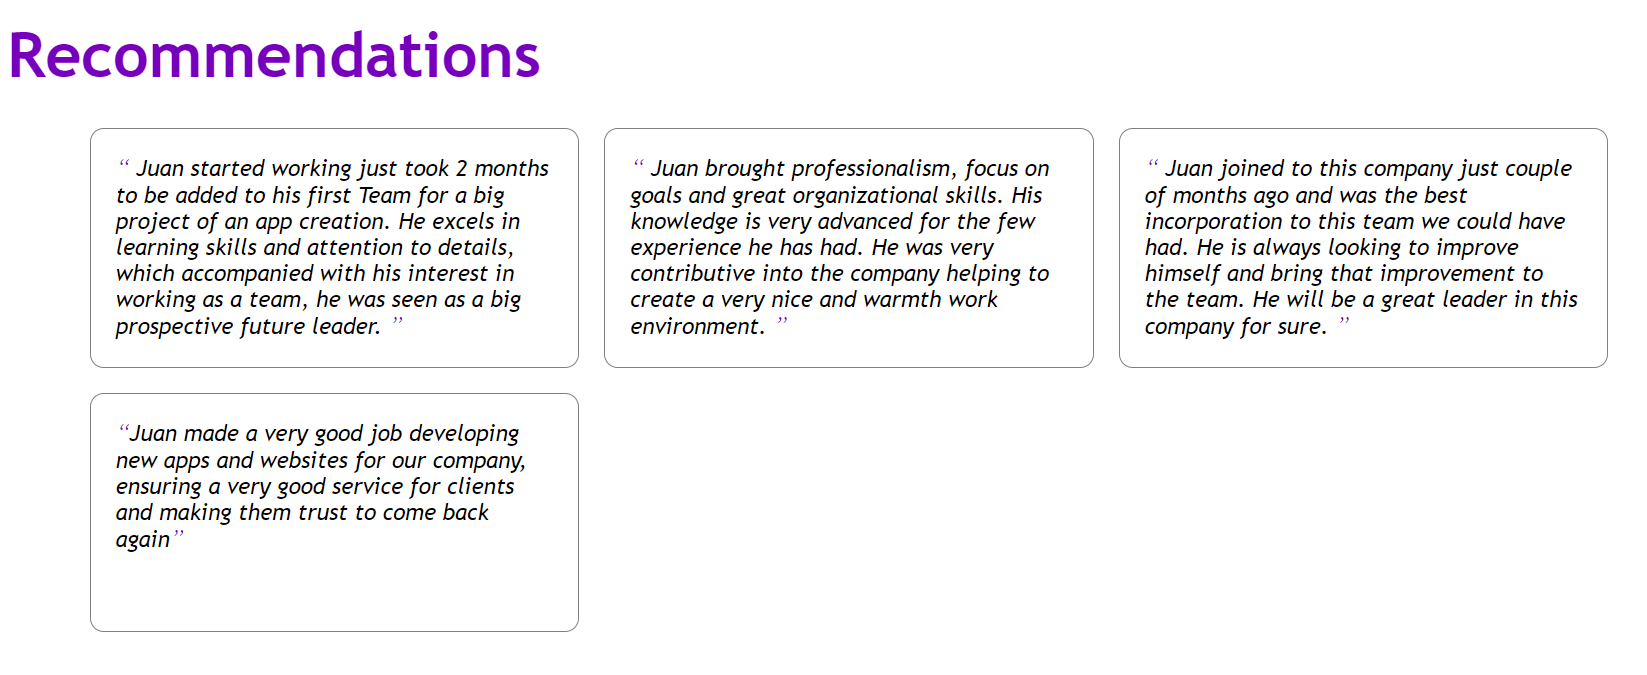 Recommendations
“ Juan started working just took 2 months
to be added to his first Team for a big
project of an app creation. He excels in
learning skills and attention to details,
which accompanied with his interest in
working as a team, he was seen as a big
prospective future leader. ”
“ Juan brought professionalism, focus on
goals and great organizational skills. His
knowledge is very advanced for the few
experience he has had. He was very
contributive into the company helping to
create a very nice and warmth work
environment. ”
“ Juan joined to this company just couple
of months ago and was the best
incorporation to this team we could have
had. He is always looking to improve
himself and bring that improvement to
the team. He will be a great leader in this
company for sure. ”
“Juan made a very good job developing
new apps and websites for our company,
ensuring a very good service for clients
and making them trust to come back
again”